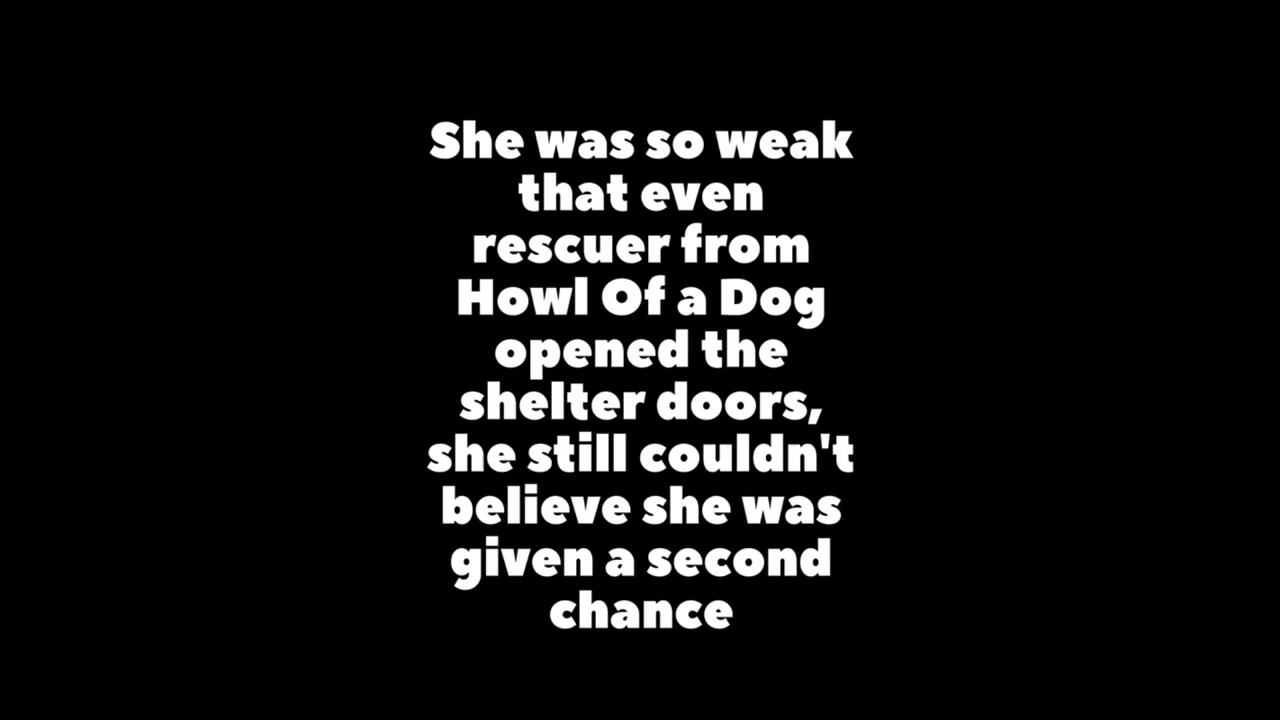 She was so weak
that even
rescuer from
Howl Of a Dog
opened the
shelter doors,
she still couldn't
believe she was
given a second
chance